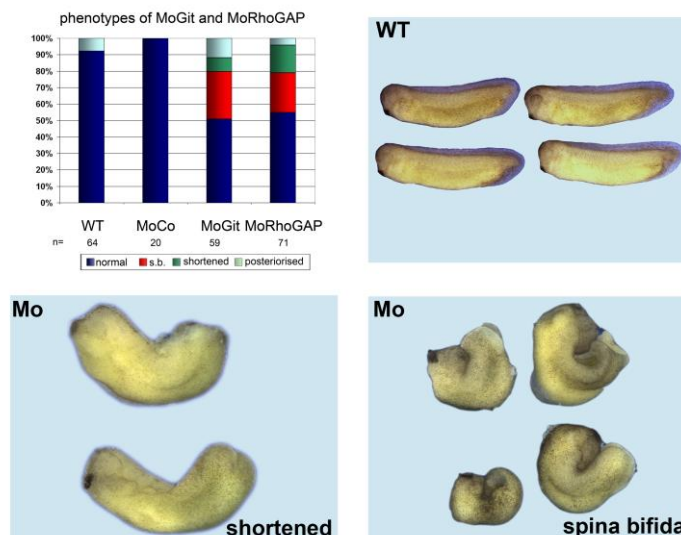 phenotypes of MoGit and MoRhoGAP
100%
90%
80%
70%
60%
50%
40%
30%
20%
10%
0%
WT MoCo MoGit MoRhoGAP
n= 64 20 59 71
normal s.b. shortened posteriorised
WT
Mo
shortened
Mo
spina bifida